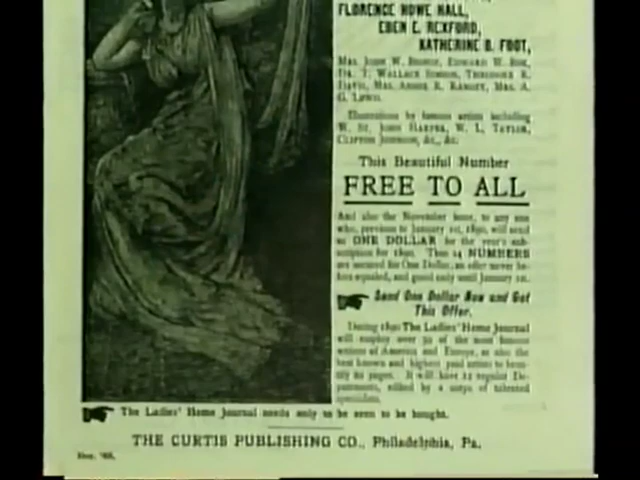 FLORENCE HOWE HALL,
EBEN E. REXFORD,
KATHERINE B. FOOT,
Mrs. John W. Bishop, Edward W. Bok,
Dr. T. Wallace Simon, Theodore R.
Davis, Mrs. Annie R. Ramsey, Mrs. A.
G. Lewis.
Illustrations by famous artists including
W. St. John Harper, W. L. Taylor,
Clifton Johnson, &c., &c.
This Beautiful Number
FREE TO ALL
And also the November issue, to any one
who, previous to January 1st, 1890, will send
us ONE DOLLAR for the year's sub-
scription for 1890. Thus 14 NUMBERS
are secured for One Dollar, an offer never be-
fore equaled, and good only until January 1st.
Send One Dollar Now and Get
This Offer.
During 1890 The Ladies' Home Journal
will employ over 50 of the most famous
writers of America and Europe, as also the
best known and highest paid artists to beau-
tify its pages. It will have 12 regular De-
partments, edited by a corps of talented
specialists.
The Ladies' Home Journal needs only to be seen to be bought.
THE CURTIS PUBLISHING CO., Philadelphia, Pa.